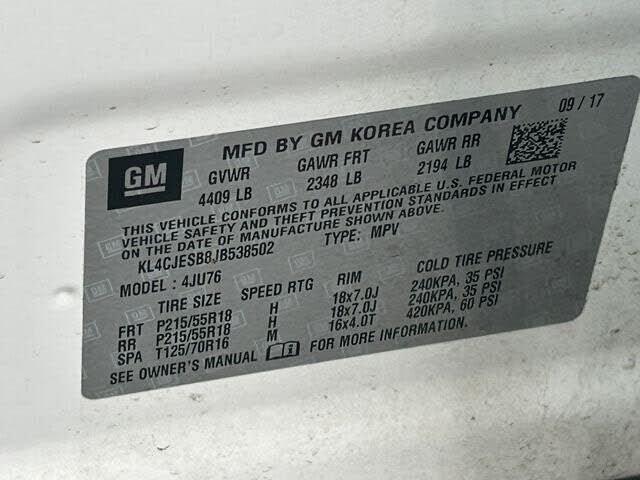 09 / 17
MFD BY GM KOREA COMPANY
GM
GVWR GAWR FRT GAWR RR
4409 LB 2348 LB 2194 LB
THIS VEHICLE CONFORMS TO ALL APPLICABLE U.S. FEDERAL MOTOR
VEHICLE SAFETY AND THEFT PREVENTION STANDARDS IN EFFECT
ON THE DATE OF MANUFACTURE SHOWN ABOVE.
KL4CJESB8JB538502 TYPE: MPV
MODEL : 4JU76
TIRE SIZE SPEED RTG RIM COLD TIRE PRESSURE
FRT P215/55R18 H 18x7.0J 240KPA, 35 PSI
RR P215/55R18 H 18x7.0J 240KPA, 35 PSI
SPA T125/70R16 M 16x4.0T 420KPA, 60 PSI
SEE OWNER'S MANUAL FOR MORE INFORMATION.